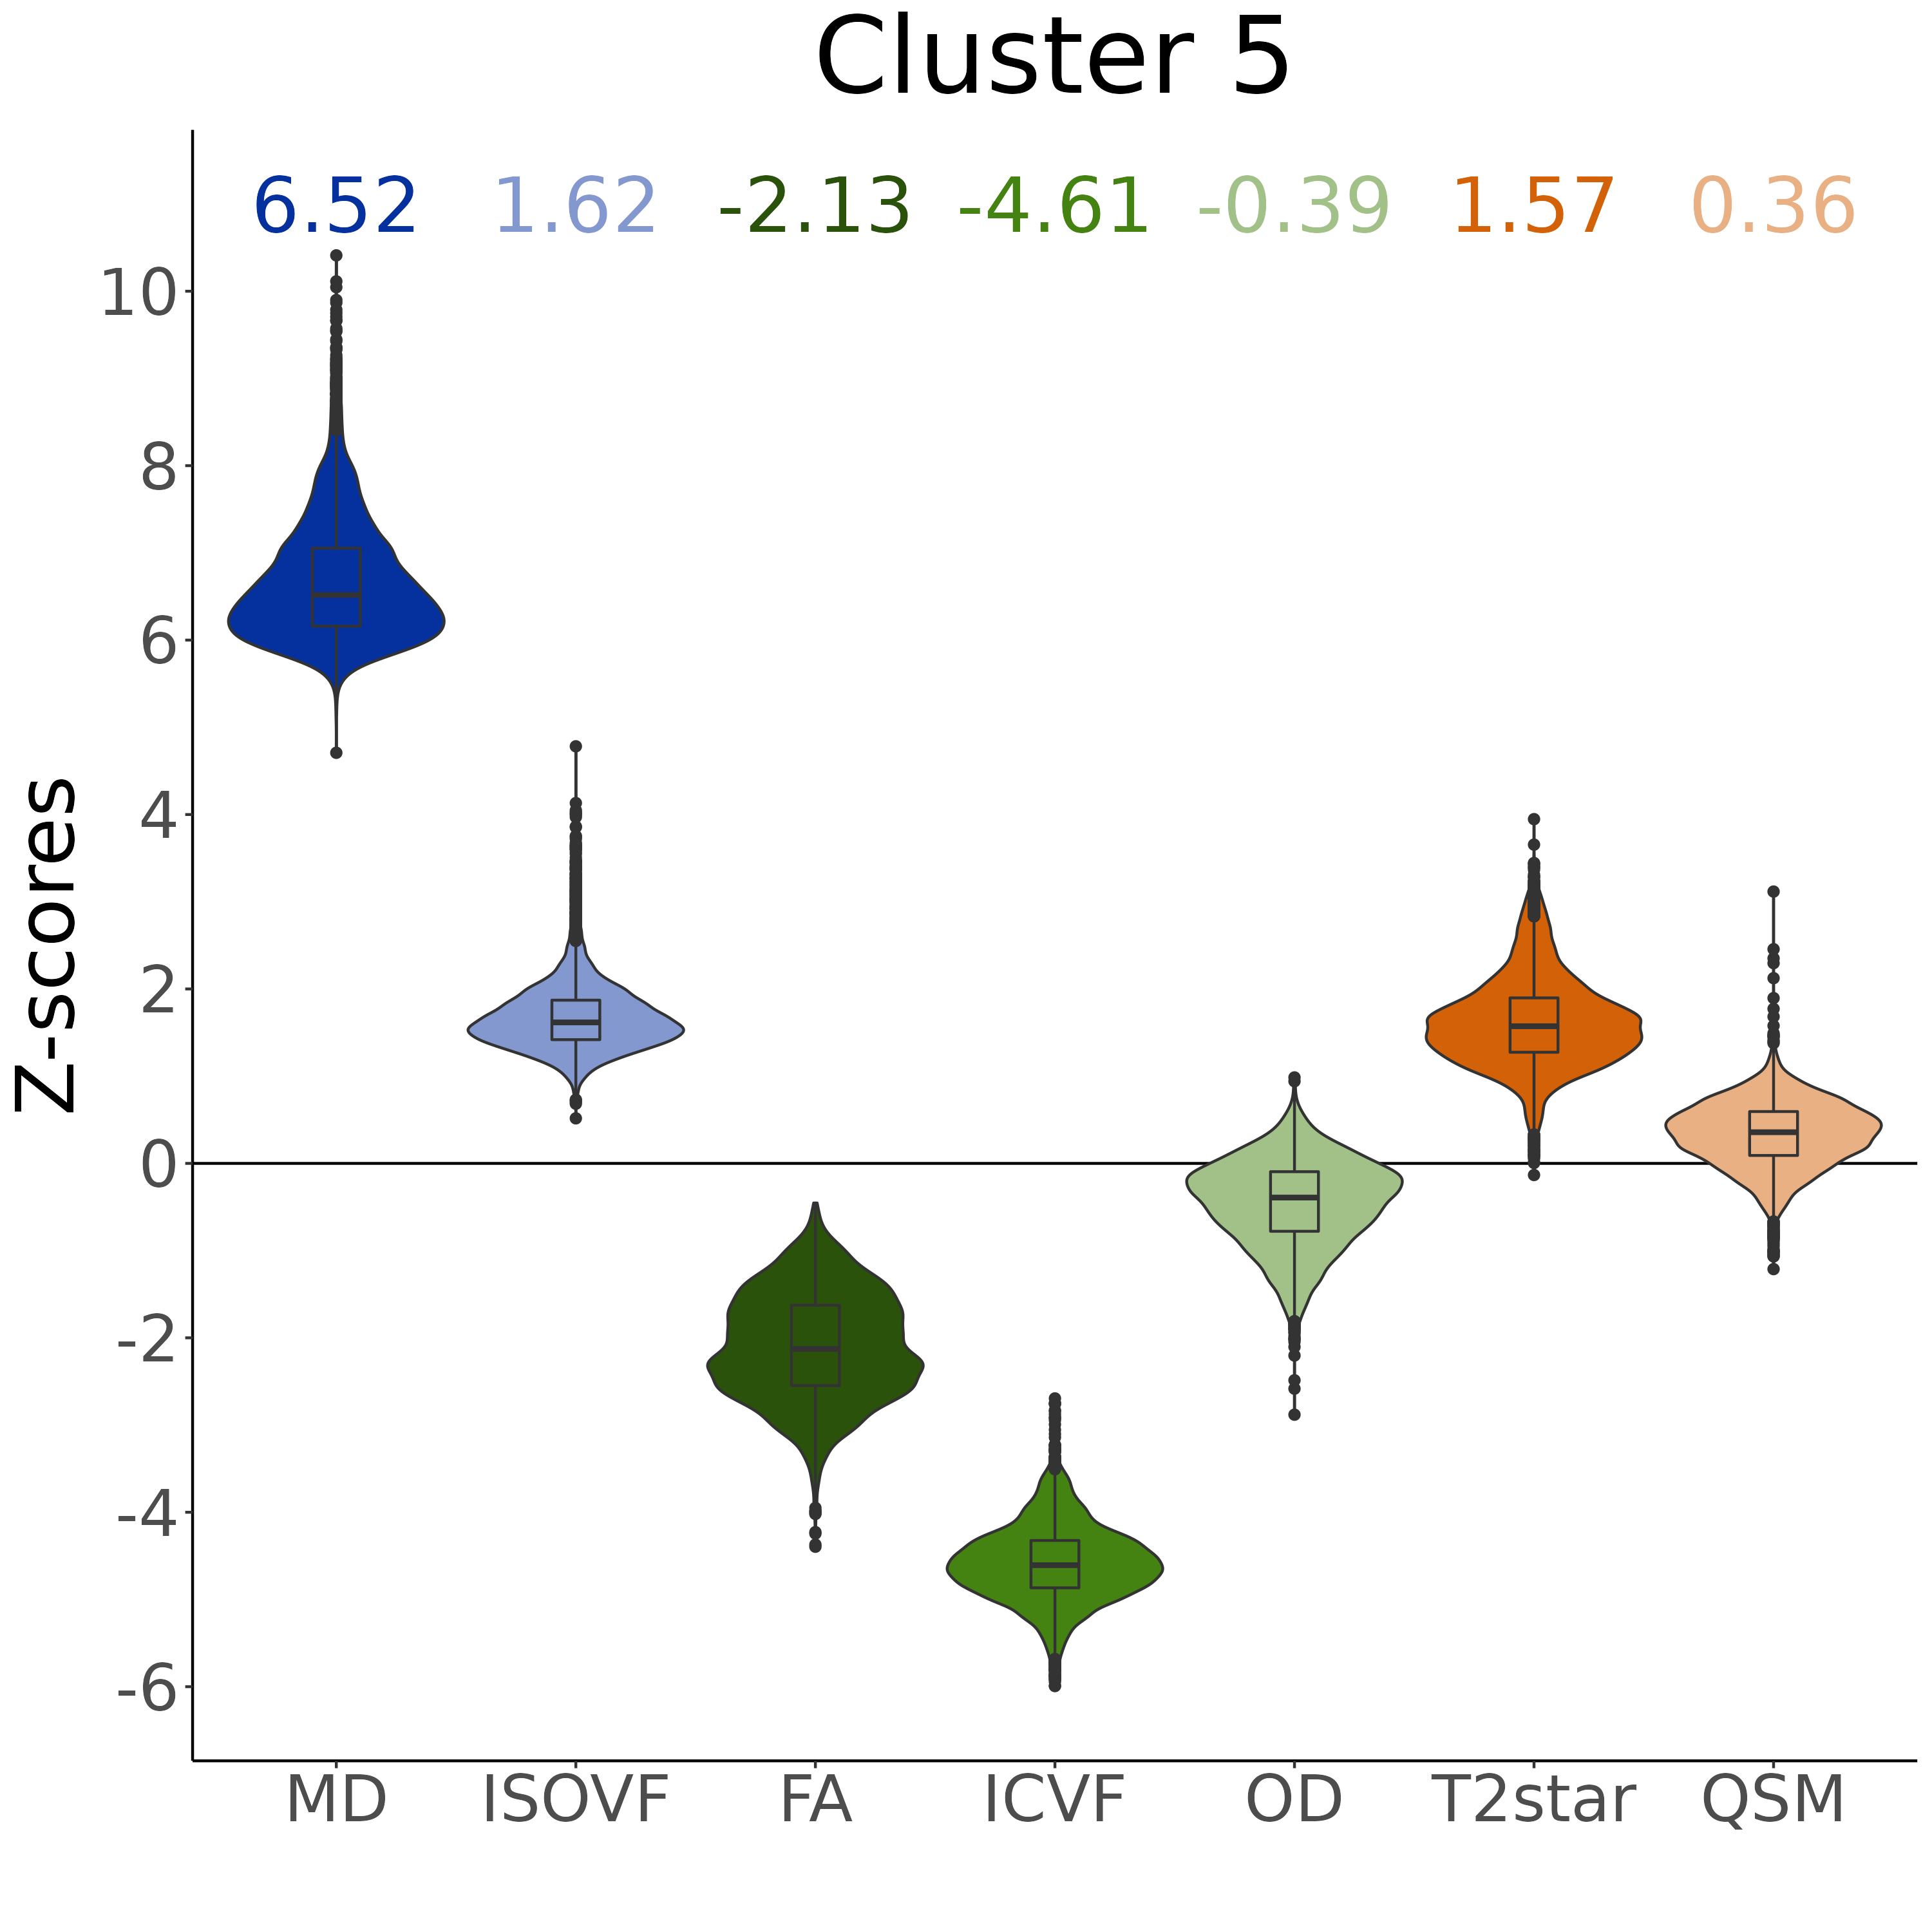 Cluster 5
6.52 1.62 -2.13 -4.61 -0.39 1.57 0.36
Z-scores
10
8
6
4
2
0
-2
-4
-6
MD ISOVF FA ICVF OD T2star QSM